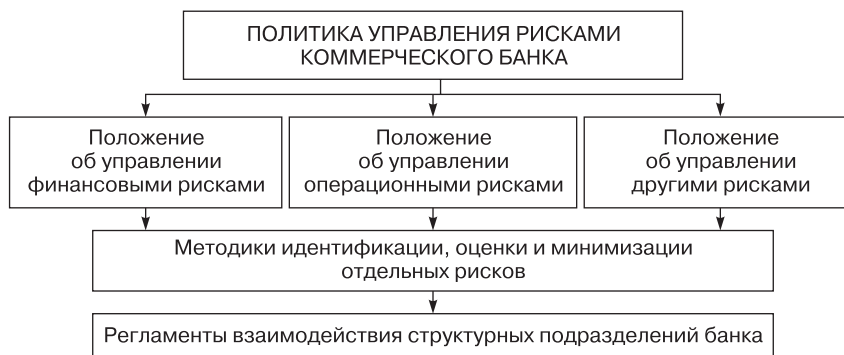 ПОЛИТИКА УПРАВЛЕНИЯ РИСКАМИ
КОММЕРЧЕСКОГО БАНКА
Положение
об управлении
финансовыми рисками
Положение
об управлении
операционными рисками
Положение
об управлении
другими рисками
Методики идентификации, оценки и минимизации
отдельных рисков
Регламенты взаимодействия структурных подразделений банка